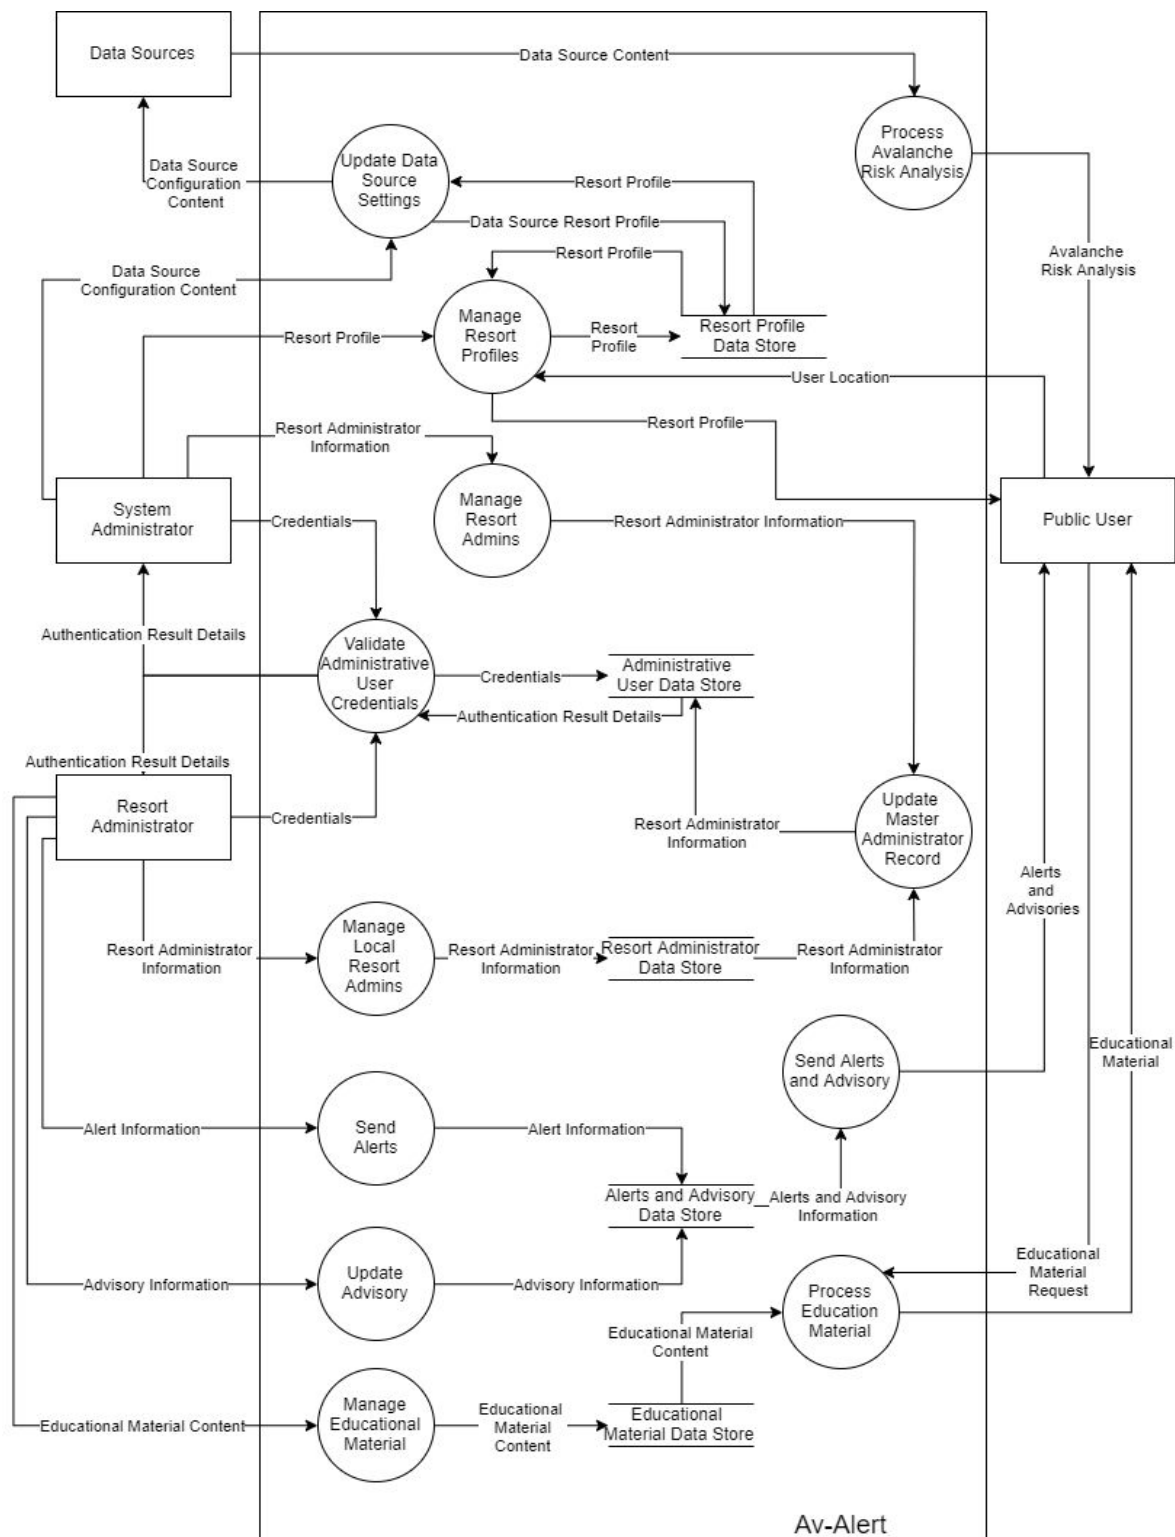 Data Sources
Data Source Content
Process
Avalanche
Risk Analysis
Data Source
Configuration
Content
Update Data
Source
Settings
Resort Profile
Data Source Resort Profile
Resort Profile
Avalanche
Risk Analysis
Data Source
Configuration Content
Resort Profile
Manage
Resort
Profiles
Resort
Profile
Resort Profile
Data Store
User Location
Resort Profile
Resort Administrator
Information
System
Administrator
Credentials
Manage
Resort
Admins
Resort Administrator Information
Public User
Authentication Result Details
Validate
Administrative
User
Credentials
Credentials
Administrative
User Data Store
Authentication Result Details
Authentication Result Details
Resort
Administrator
Credentials
Resort Administrator
Information
Update
Master
Administrator
Record
Alerts
and
Advisories
Resort Administrator
Information
Manage
Local
Resort
Admins
Resort Administrator
Information
Resort Administrator
Data Store
Resort Administrator
Information
Send Alerts
and Advisory
Educational
Material
Alert Information
Send
Alerts
Alert Information
Alerts and Advisory
Data Store
Alerts and Advisory
Information
Advisory Information
Update
Advisory
Advisory Information
Educational
Material
Request
Process
Education
Material
Educational Material
Content
Educational Material Content
Manage
Educational
Material
Educational
Material
Content
Educational
Material Data Store
Av-Alert